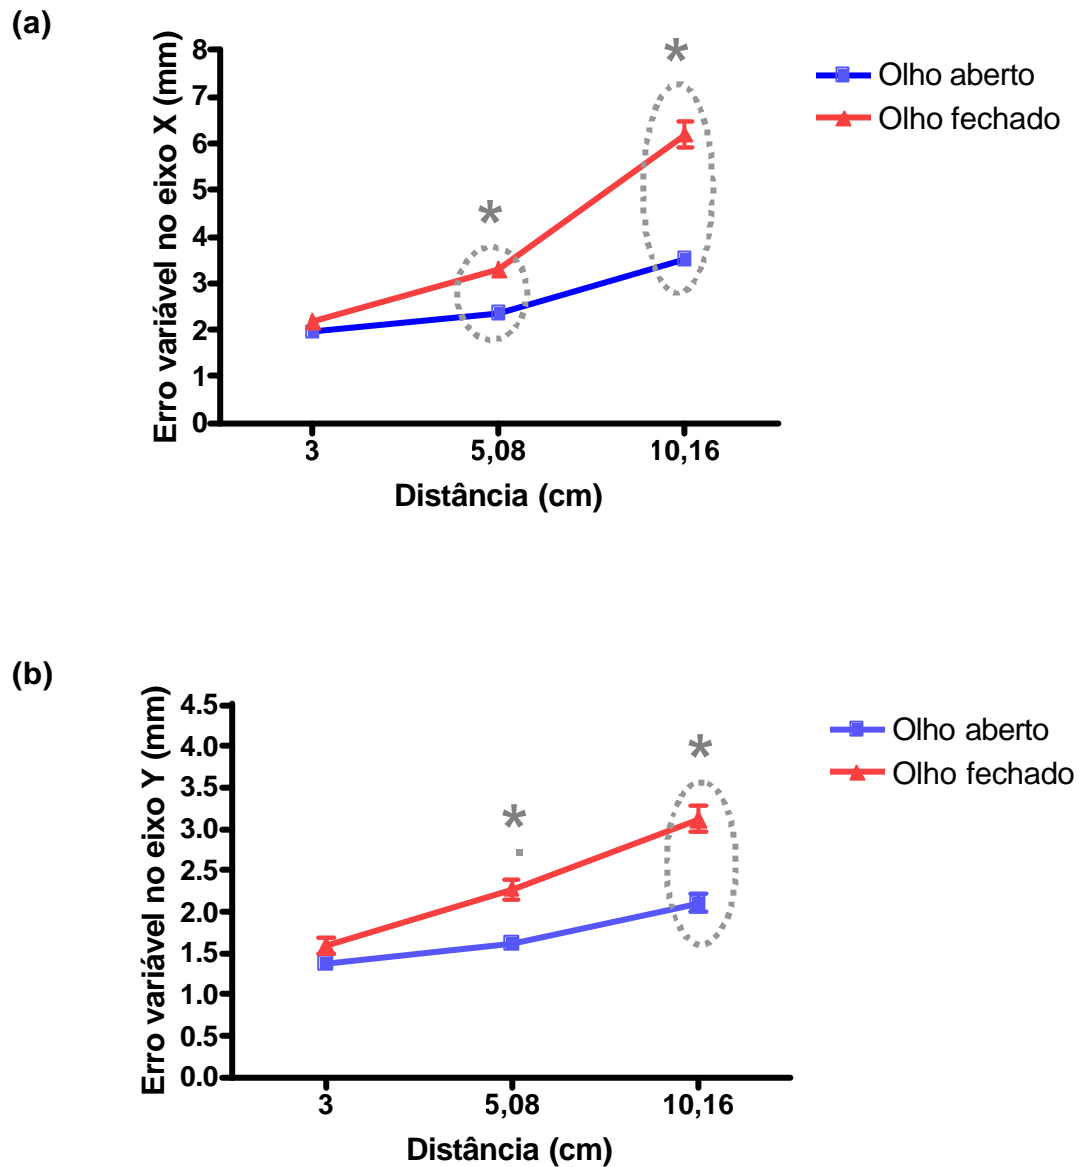 (a)
Erro variável no eixo X (mm)
8
7
6
5
4
3
2
1
0
*
*
3 5,08 10,16
Distância (cm)
Olho aberto
Olho fechado
(b)
Erro variável no eixo Y (mm)
4.5
4.0
3.5
3.0
2.5
2.0
1.5
1.0
0.5
0.0
*
*
3 5,08 10,16
Distância (cm)
Olho aberto
Olho fechado